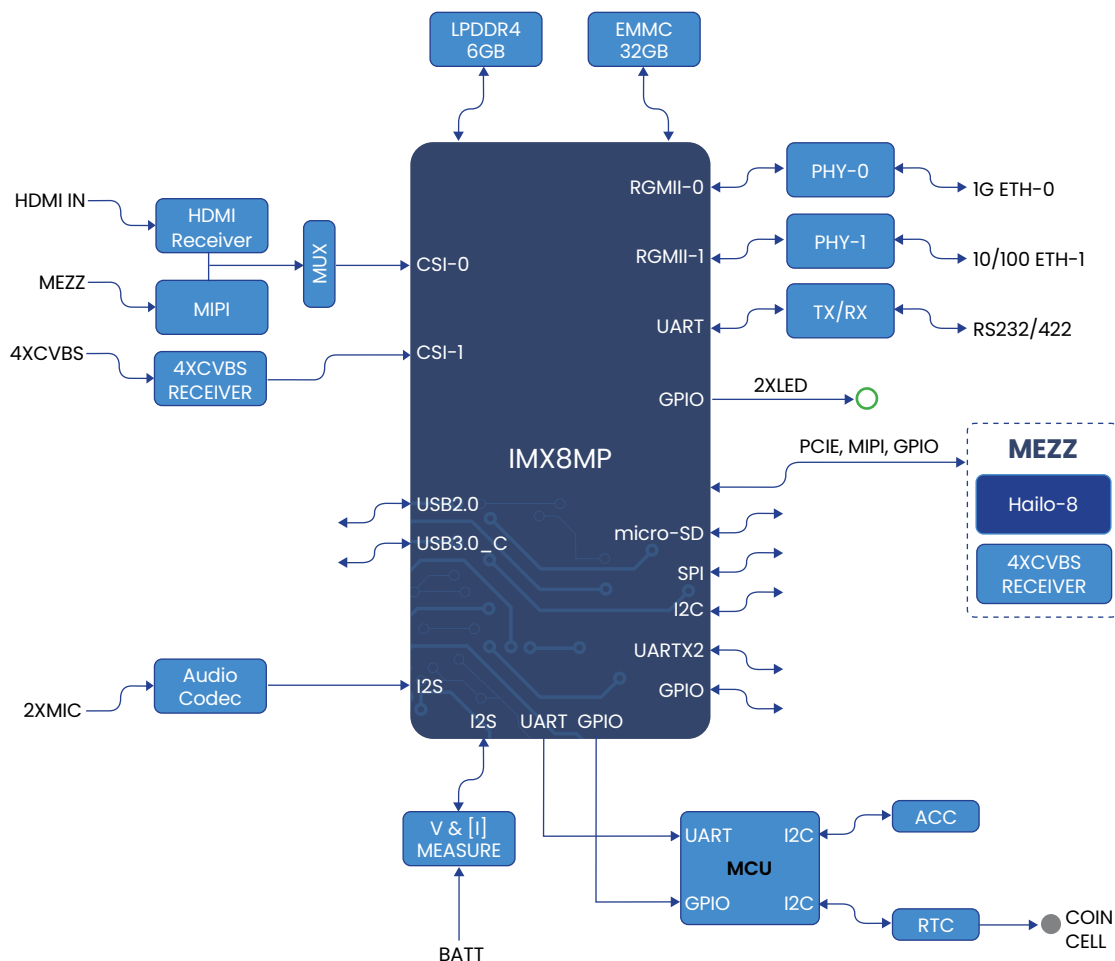 LPDDR4
6GB
EMMC
32GB
HDMI IN
HDMI
Receiver
MUX
MEZZ
MIPI
4XCVBS
4XCVBS
RECEIVER
CSI-0
CSI-1
RGMII-0
PHY-0
1G ETH-0
RGMII-1
PHY-1
10/100 ETH-1
UART
TX/RX
RS232/422
GPIO
2XLED
IMX8MP
PCIE, MIPI, GPIO
MEZZ
Hailo-8
4XCVBS
RECEIVER
USB2.0
USB3.0_C
micro-SD
SPI
I2C
UARTX2
GPIO
2XMIC
Audio
Codec
I2S
I2S
UART
GPIO
V & [I]
MEASURE
BATT
UART
I2C
MCU
GPIO
I2C
ACC
RTC
COIN
CELL